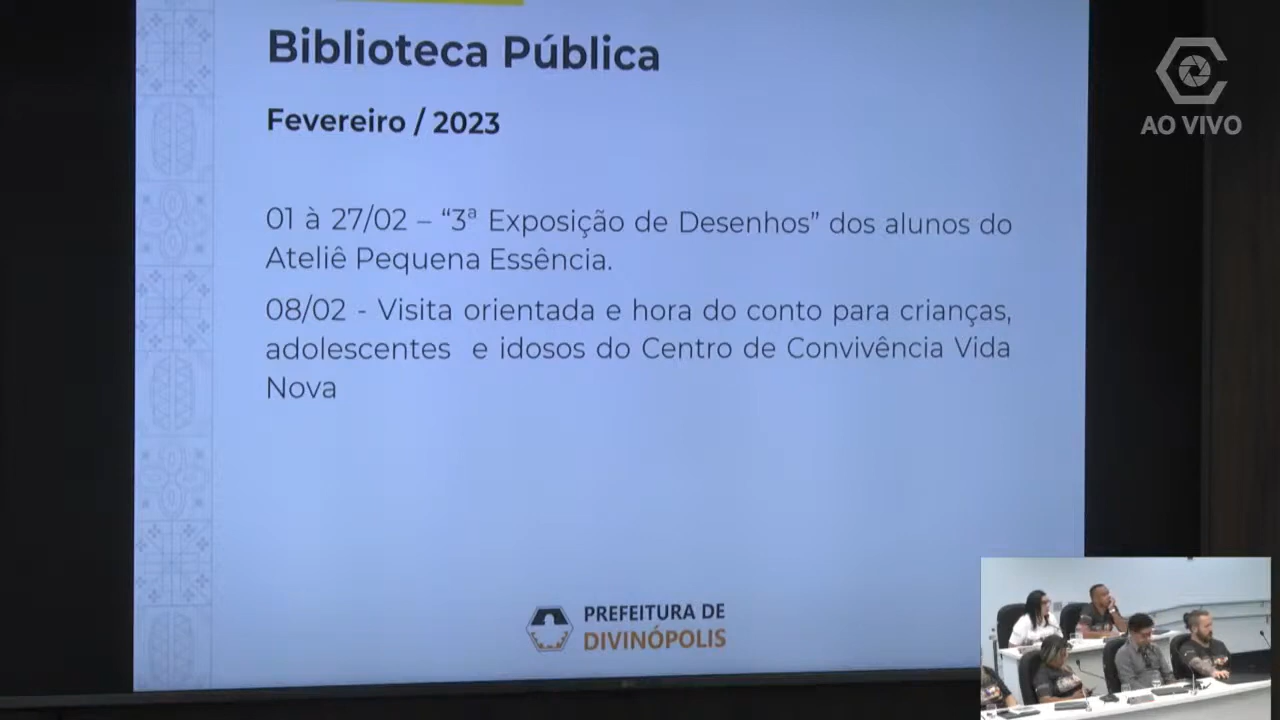 Biblioteca Pública
AO VIVO
Fevereiro / 2023
01 à 27/02 – “3ª Exposição de Desenhos” dos alunos do
Ateliê Pequena Essência.
08/02 - Visita orientada e hora do conto para crianças,
adolescentes e idosos do Centro de Convivência Vida
Nova
PREFEITURA DE
DIVINÓPOLIS